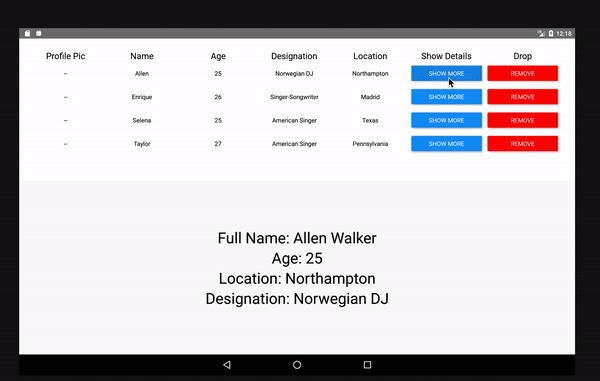 12:18
Profile Pic Name Age Designation Location Show Details Drop
-- Allen 25 Norwegian DJ Northampton SHOW MORE REMOVE
-- Enrique 26 Singer-Songwriter Madrid SHOW MORE REMOVE
-- Selena 25 American Singer Texas SHOW MORE REMOVE
-- Taylor 27 American Singer Pennsylvania SHOW MORE REMOVE
Full Name: Allen Walker
Age: 25
Location: Northampton
Designation: Norwegian DJ